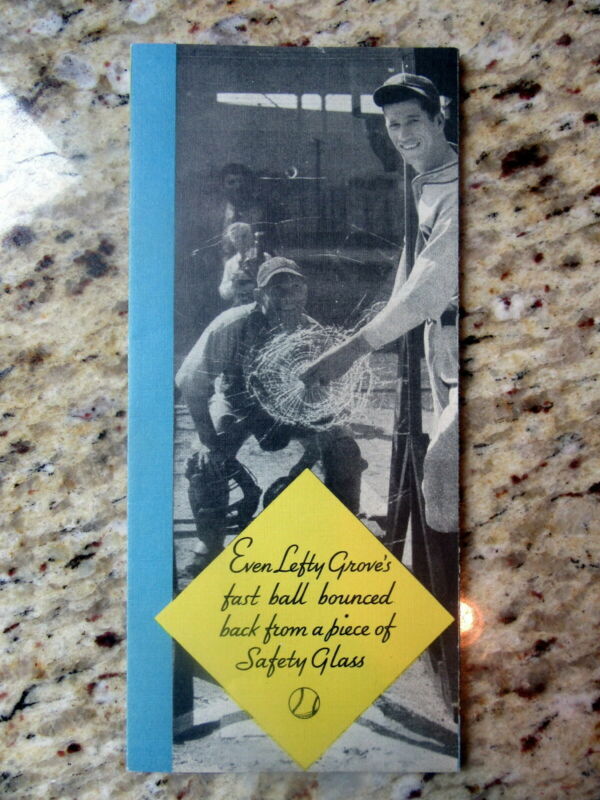 Even Lefty Grove's
fast ball bounced
back from a piece of
Safety Glass